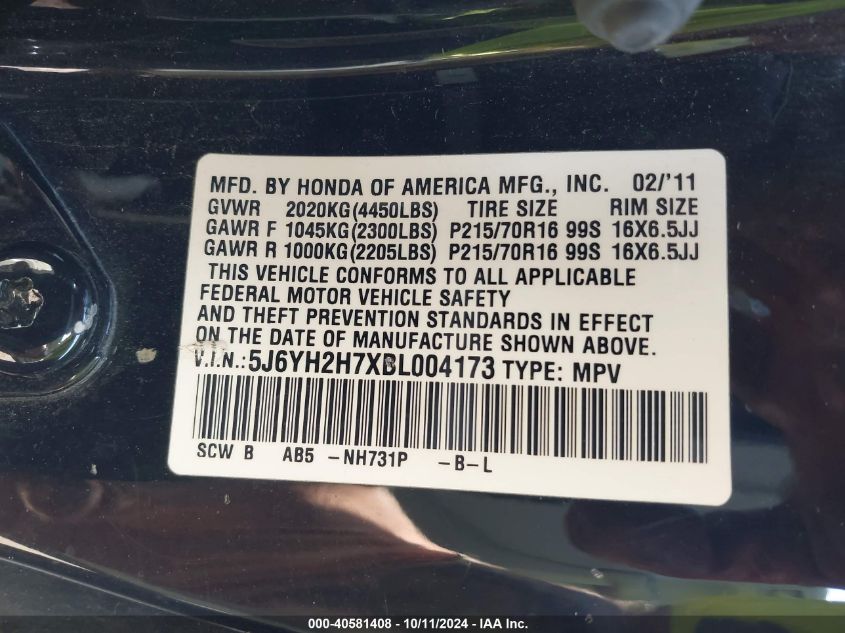 MFD. BY HONDA OF AMERICA MFG., INC. 02/'11
GVWR 2020KG(4450LBS) TIRE SIZE RIM SIZE
GAWR F 1045KG(2300LBS) P215/70R16 99S 16X6.5JJ
GAWR R 1000KG(2205LBS) P215/70R16 99S 16X6.5JJ
THIS VEHICLE CONFORMS TO ALL APPLICABLE
FEDERAL MOTOR VEHICLE SAFETY
AND THEFT PREVENTION STANDARDS IN EFFECT
ON THE DATE OF MANUFACTURE SHOWN ABOVE.
V.I.N.: 5J6YH2H7XBL004173 TYPE: MPV
SCW B AB5 -NH731P -B-L
000-40581408 - 10/11/2024 - IAA Inc.